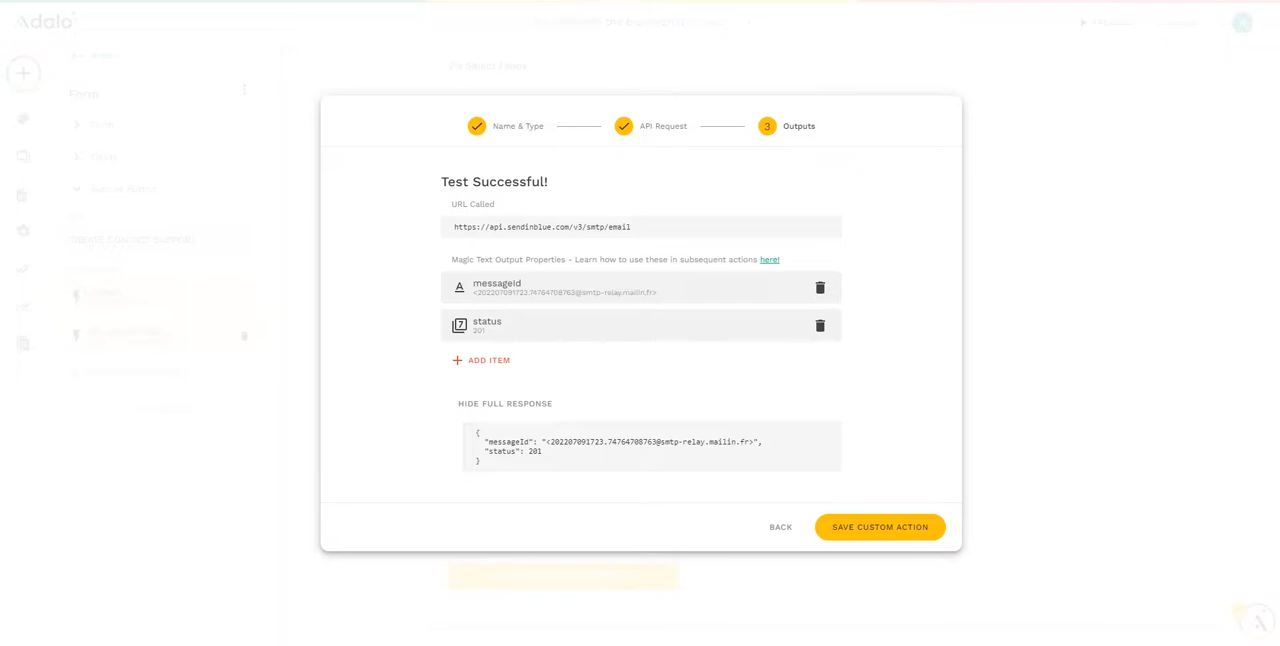 Adalo
Form
Name & Type
API Request
3
Outputs
Test Successful!
URL Called
https://api.sendinblue.com/v3/smtp/email
Magic Text Output Properties - Learn how to use these in subsequent actions here!
A
messageId
<202207091723.74764708763@smtp-relay.mailin.fr>
7
status
201
+ ADD ITEM
HIDE FULL RESPONSE
{
"messageId": "<202207091723.74764708763@smtp-relay.mailin.fr>",
"status": 201
}
BACK
SAVE CUSTOM ACTION